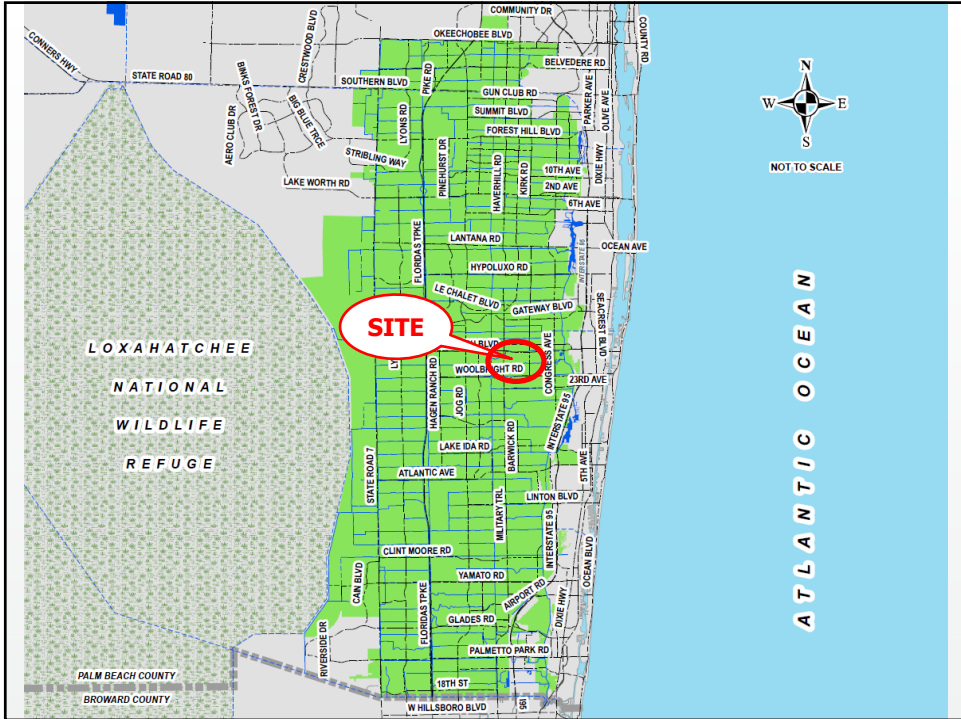 COMMUNITY DR
OKEECHOBEE BLVD
COUNTY RD
CONNERS HWY
CRESTWOOD BLVD
BELVEDERE RD
STATE ROAD 80
SOUTHERN BLVD
PIKE RD
GUN CLUB RD
PARKER AVE
OLIVE AVE
BINKS FOREST DR
BIG BLUE TRCE
AERO CLUB DR
LYONS RD
SUMMIT BLVD
FOREST HILL BLVD
STRIBLING WAY
PINEHURST DR
HAVERHILL RD
KIRK RD
10TH AVE
2ND AVE
DIXIE HWY
LAKE WORTH RD
6TH AVE
N
W
E
S
NOT TO SCALE
LANTANA RD
OCEAN AVE
FLORIDAS TPKE
HYPOLUXO RD
INTERSTATE 95
LE CHALET BLVD
GATEWAY BLVD
SEACREST BLVD
SITE
BLVD
LY
WOOLBRIGHT RD
CONGRESS AVE
23RD AVE
HAGEN RANCH RD
JOG RD
LOXAHATCHEE
NATIONAL
WILDLIFE
REFUGE
ATLANTIC OCEAN
INTERSTATE 95
LAKE IDA RD
BARWICK RD
STATE ROAD 7
ATLANTIC AVE
5TH AVE
LINTON BLVD
MILITARY TRL
INTERSTATE 95
CLINT MOORE RD
OCEAN BLVD
CAIN BLVD
YAMATO RD
AIRPORT RD
FLORIDAS TPKE
GLADES RD
DIXIE HWY
RIVERSIDE DR
PALMETTO PARK RD
PALM BEACH COUNTY
18TH ST
BROWARD COUNTY
W HILLSBORO BLVD
I95